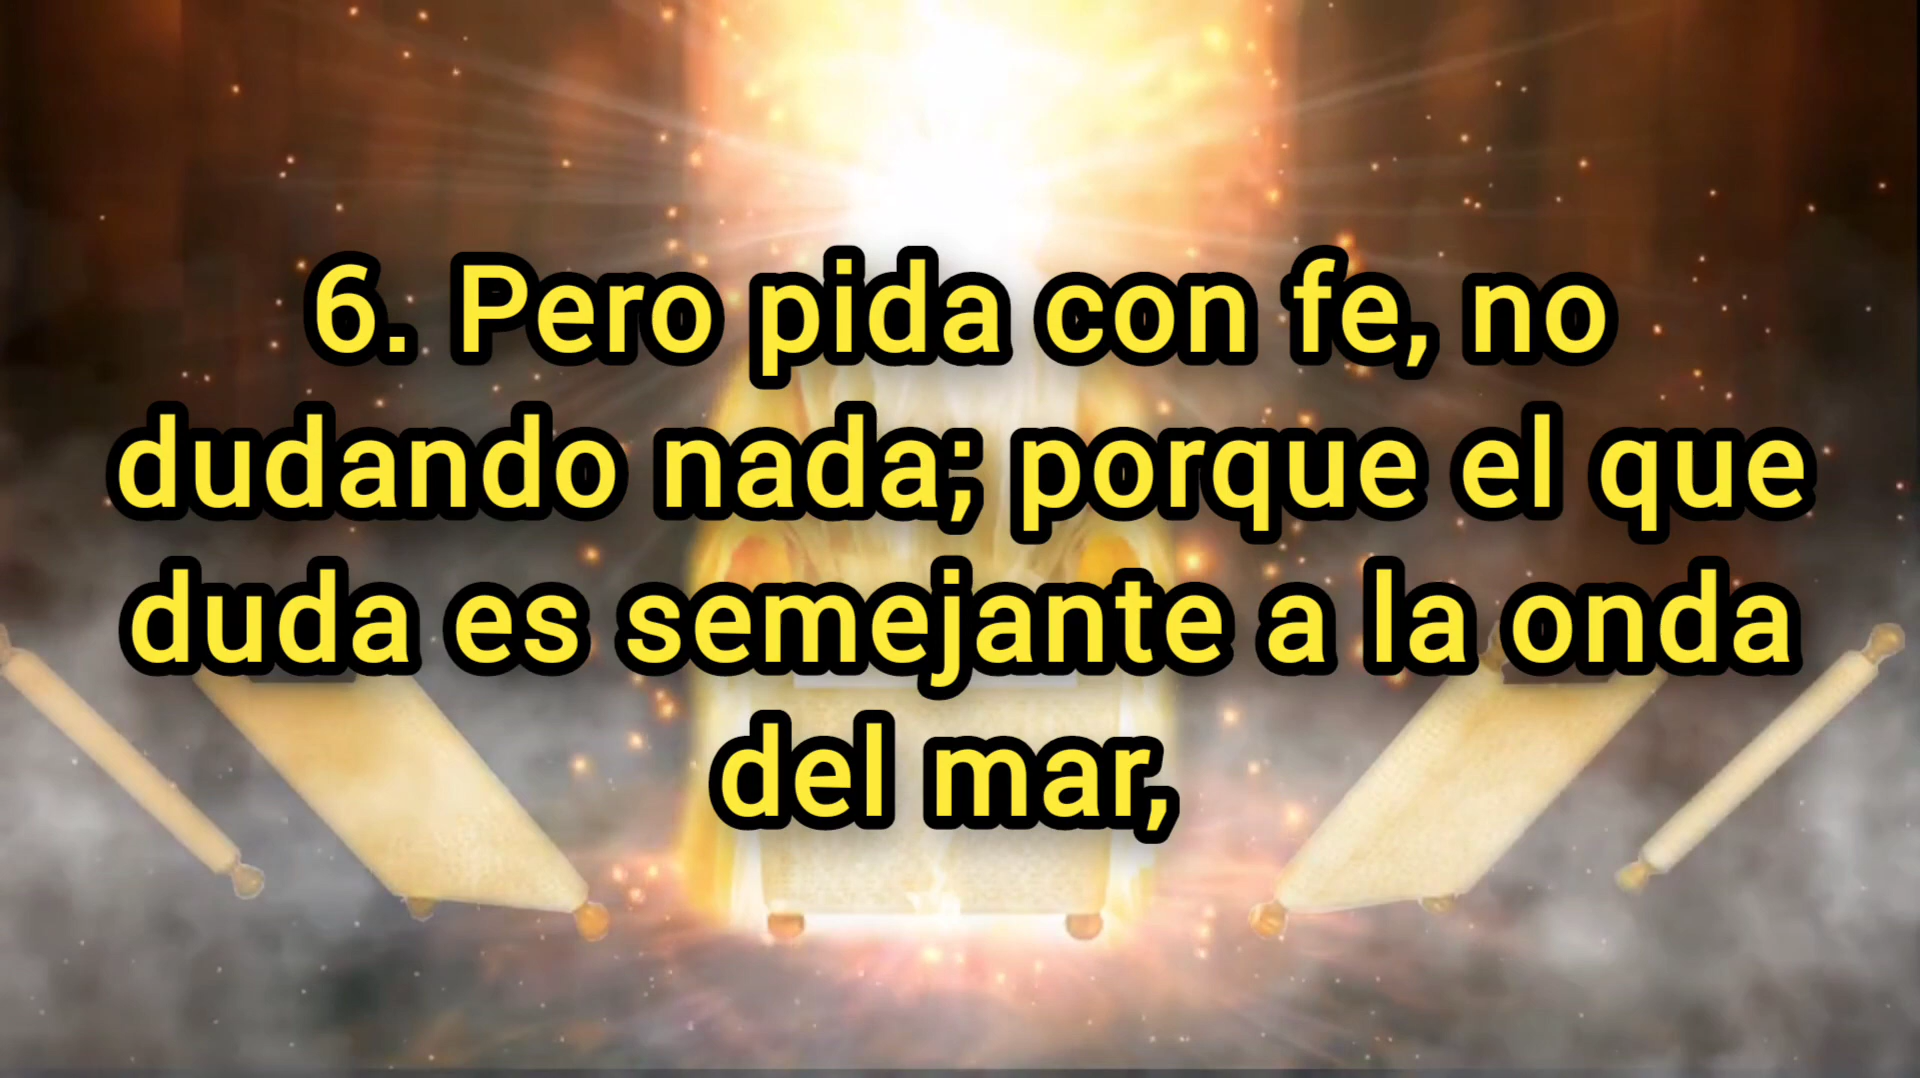 6. Pero pida con fe, no
dudando nada; porque el que
duda es semejante a la onda
del mar,